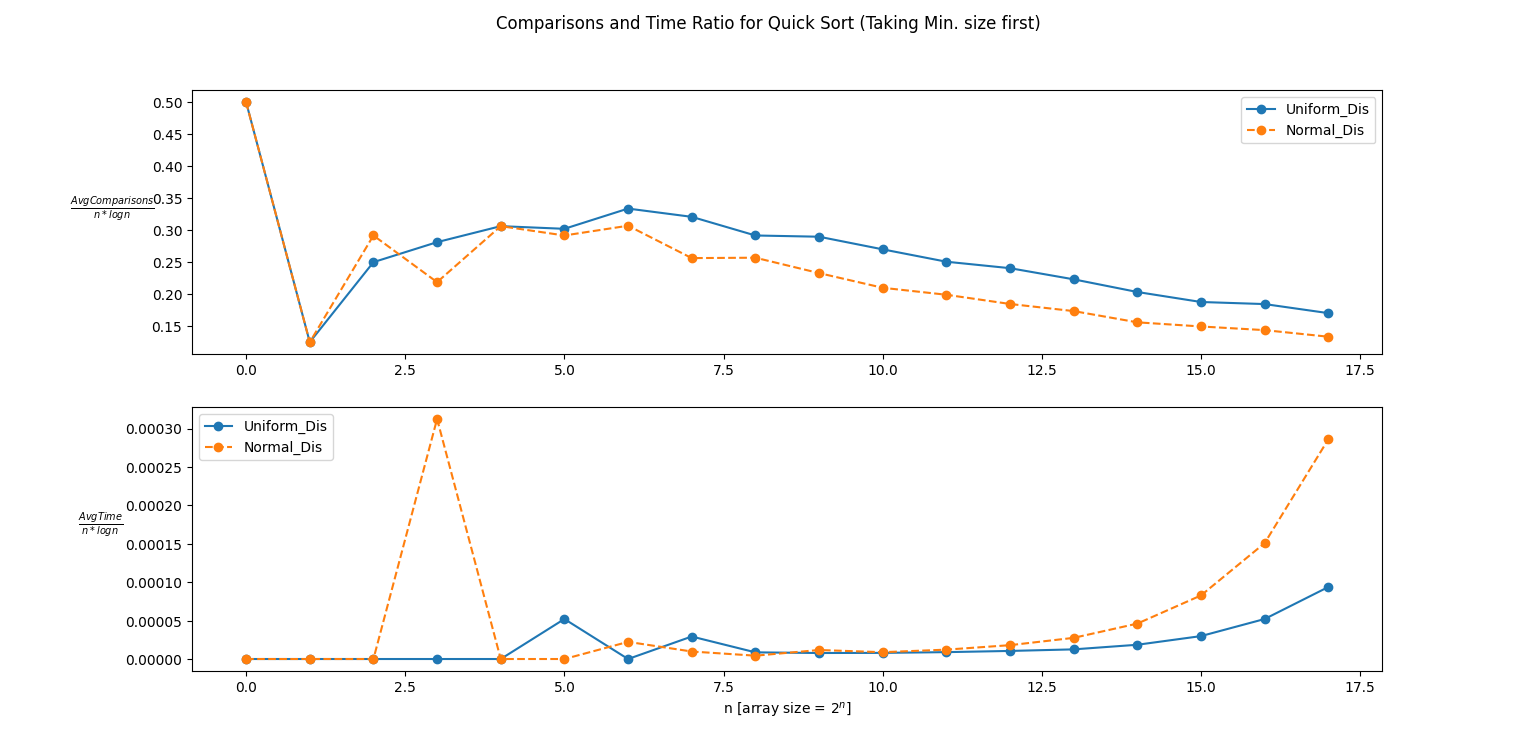 Comparisons and Time Ratio for Quick Sort (Taking Min. size first)
0.50
0.45
0.40
0.35
0.30
0.25
0.20
0.15
AvgComparisons
n * logn
Uniform_Dis
Normal_Dis
0.0 2.5 5.0 7.5 10.0 12.5 15.0 17.5
0.00030
0.00025
0.00020
0.00015
0.00010
0.00005
0.00000
AvgTime
n * logn
Uniform_Dis
Normal_Dis
0.0 2.5 5.0 7.5 10.0 12.5 15.0 17.5
n [array size = 2ⁿ]